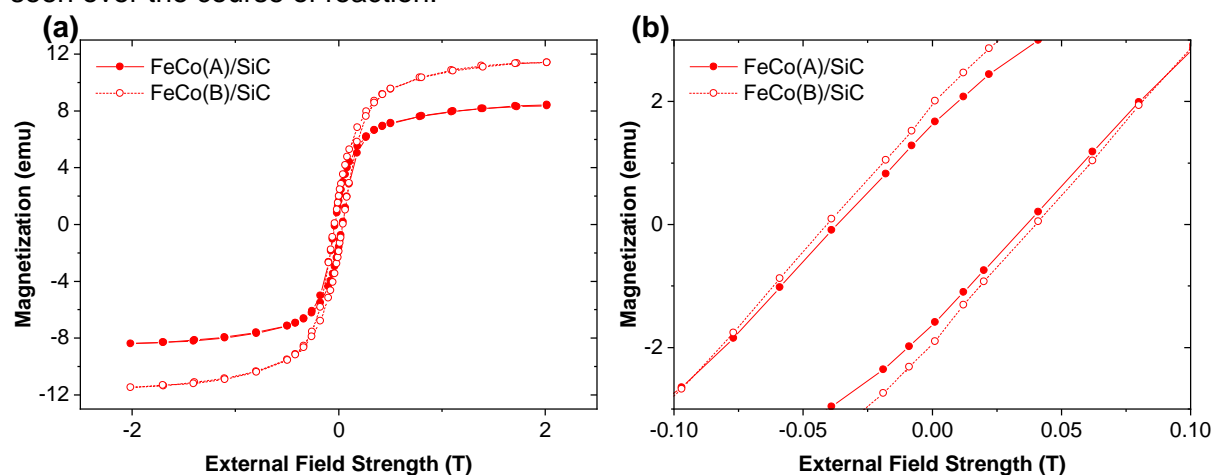 seen over the course of reaction.
(a)
FeCo(A)/SiC
FeCo(B)/SiC
12
8
4
0
-4
-8
-12
-2
0
2
Magnetization (emu)
External Field Strength (T)
(b)
FeCo(A)/SiC
FeCo(B)/SiC
2
0
-2
-0.10
-0.05
0.00
0.05
0.10
Magnetization (emu)
External Field Strength (T)